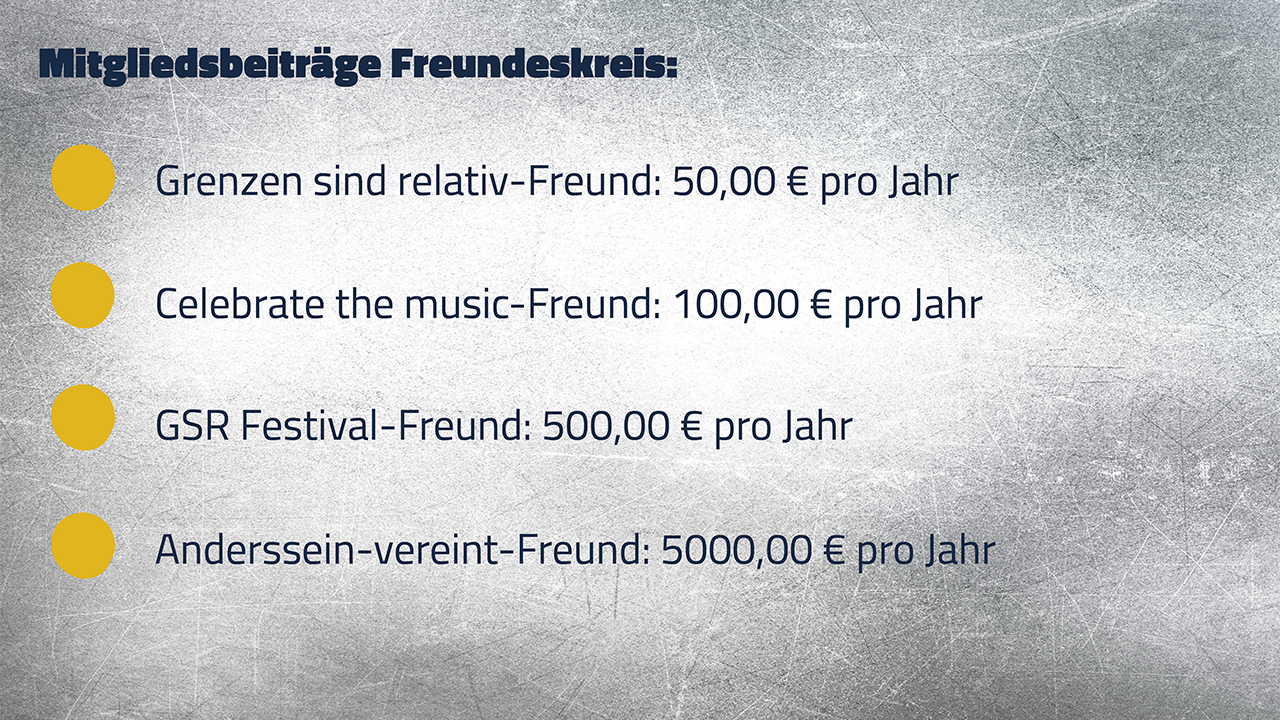 Mitgliedsbeiträge Freundeskreis:
Grenzen sind relativ-Freund: 50,00 € pro Jahr
Celebrate the music-Freund: 100,00 € pro Jahr
GSR Festival-Freund: 500,00 € pro Jahr
Anderssein-vereint-Freund: 5000,00 € pro Jahr